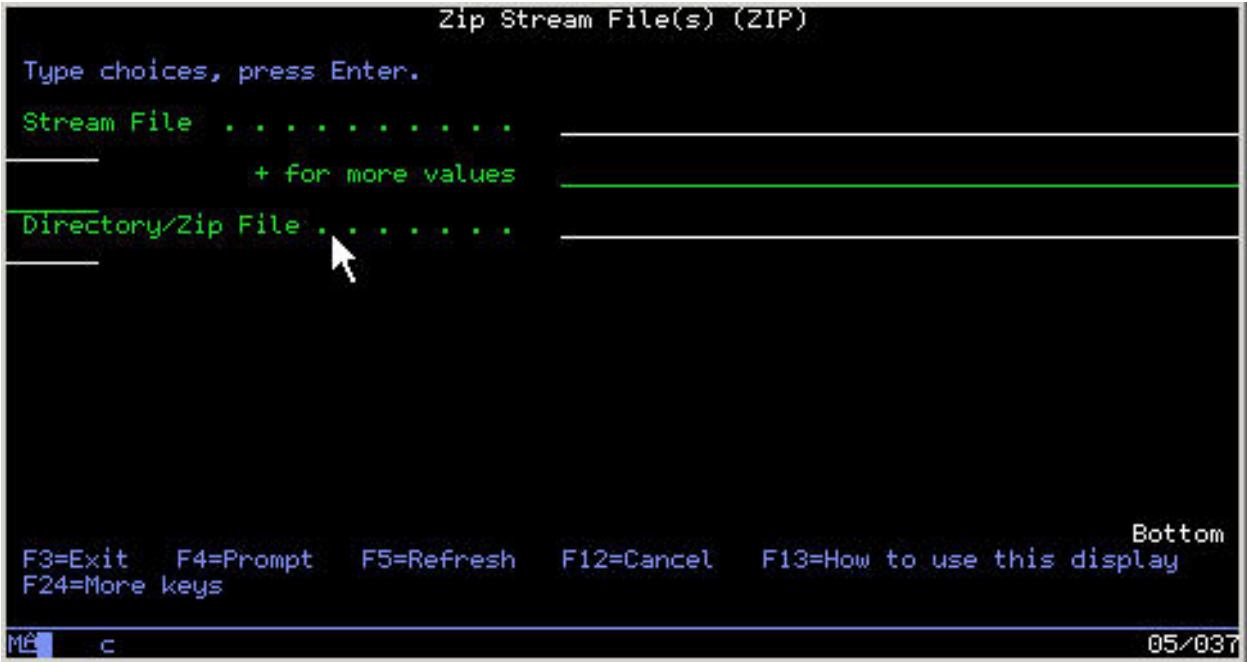 Zip Stream File(s) (ZIP)
Type choices, press Enter.
Stream File . . . . . . . . . .
+ for more values
Directory/Zip File . . . . . . .
Bottom
F3=Exit F4=Prompt F5=Refresh F12=Cancel F13=How to use this display
F24=More keys
MA c 05/037